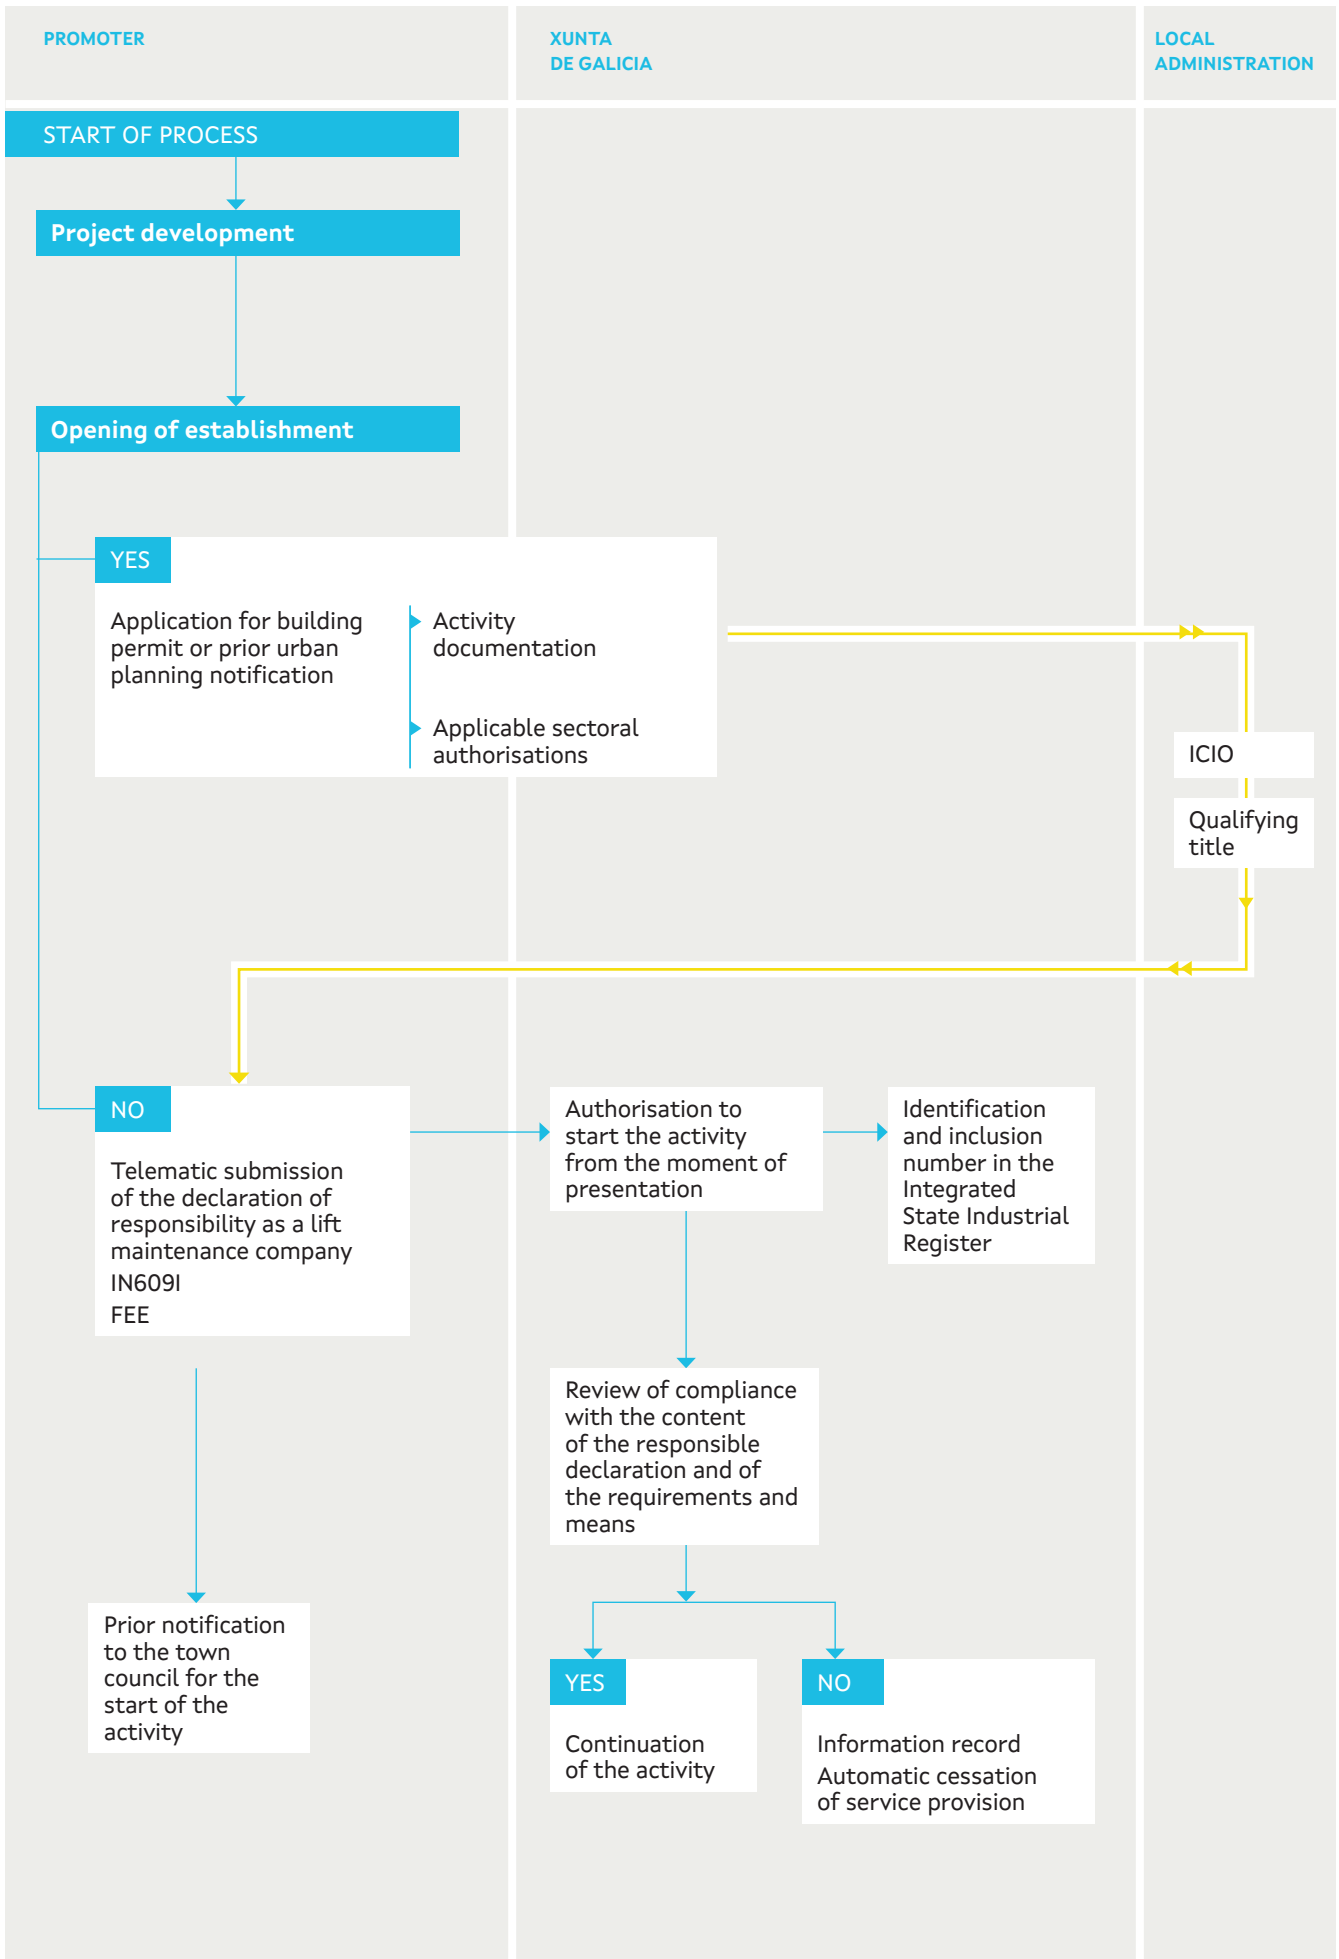 PROMOTER
XUNTA
DE GALICIA
LOCAL
ADMINISTRATION
START OF PROCESS
Project development
Opening of establishment
YES
Application for building
permit or prior urban
planning notification
Activity
documentation
Applicable sectoral
authorisations
ICIO
Qualifying
title
NO
Telematic submission
of the declaration of
responsibility as a lift
maintenance company
IN609I
FEE
Authorisation to
start the activity
from the moment of
presentation
Identification
and inclusion
number in the
Integrated
State Industrial
Register
Review of compliance
with the content
of the responsible
declaration and of
the requirements and
means
Prior notification
to the town
council for the
start of the
activity
YES
Continuation
of the activity
NO
Information record
Automatic cessation
of service provision